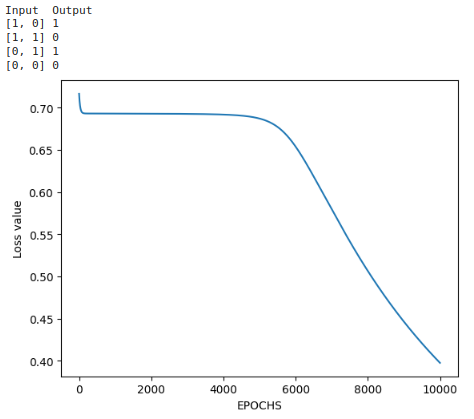 Input  Output
[1, 0] 1
[1, 1] 0
[0, 1] 1
[0, 0] 0
0.70
0.65
0.60
0.55
0.50
0.45
0.40
Loss value
0 2000 4000 6000 8000 10000
EPOCHS